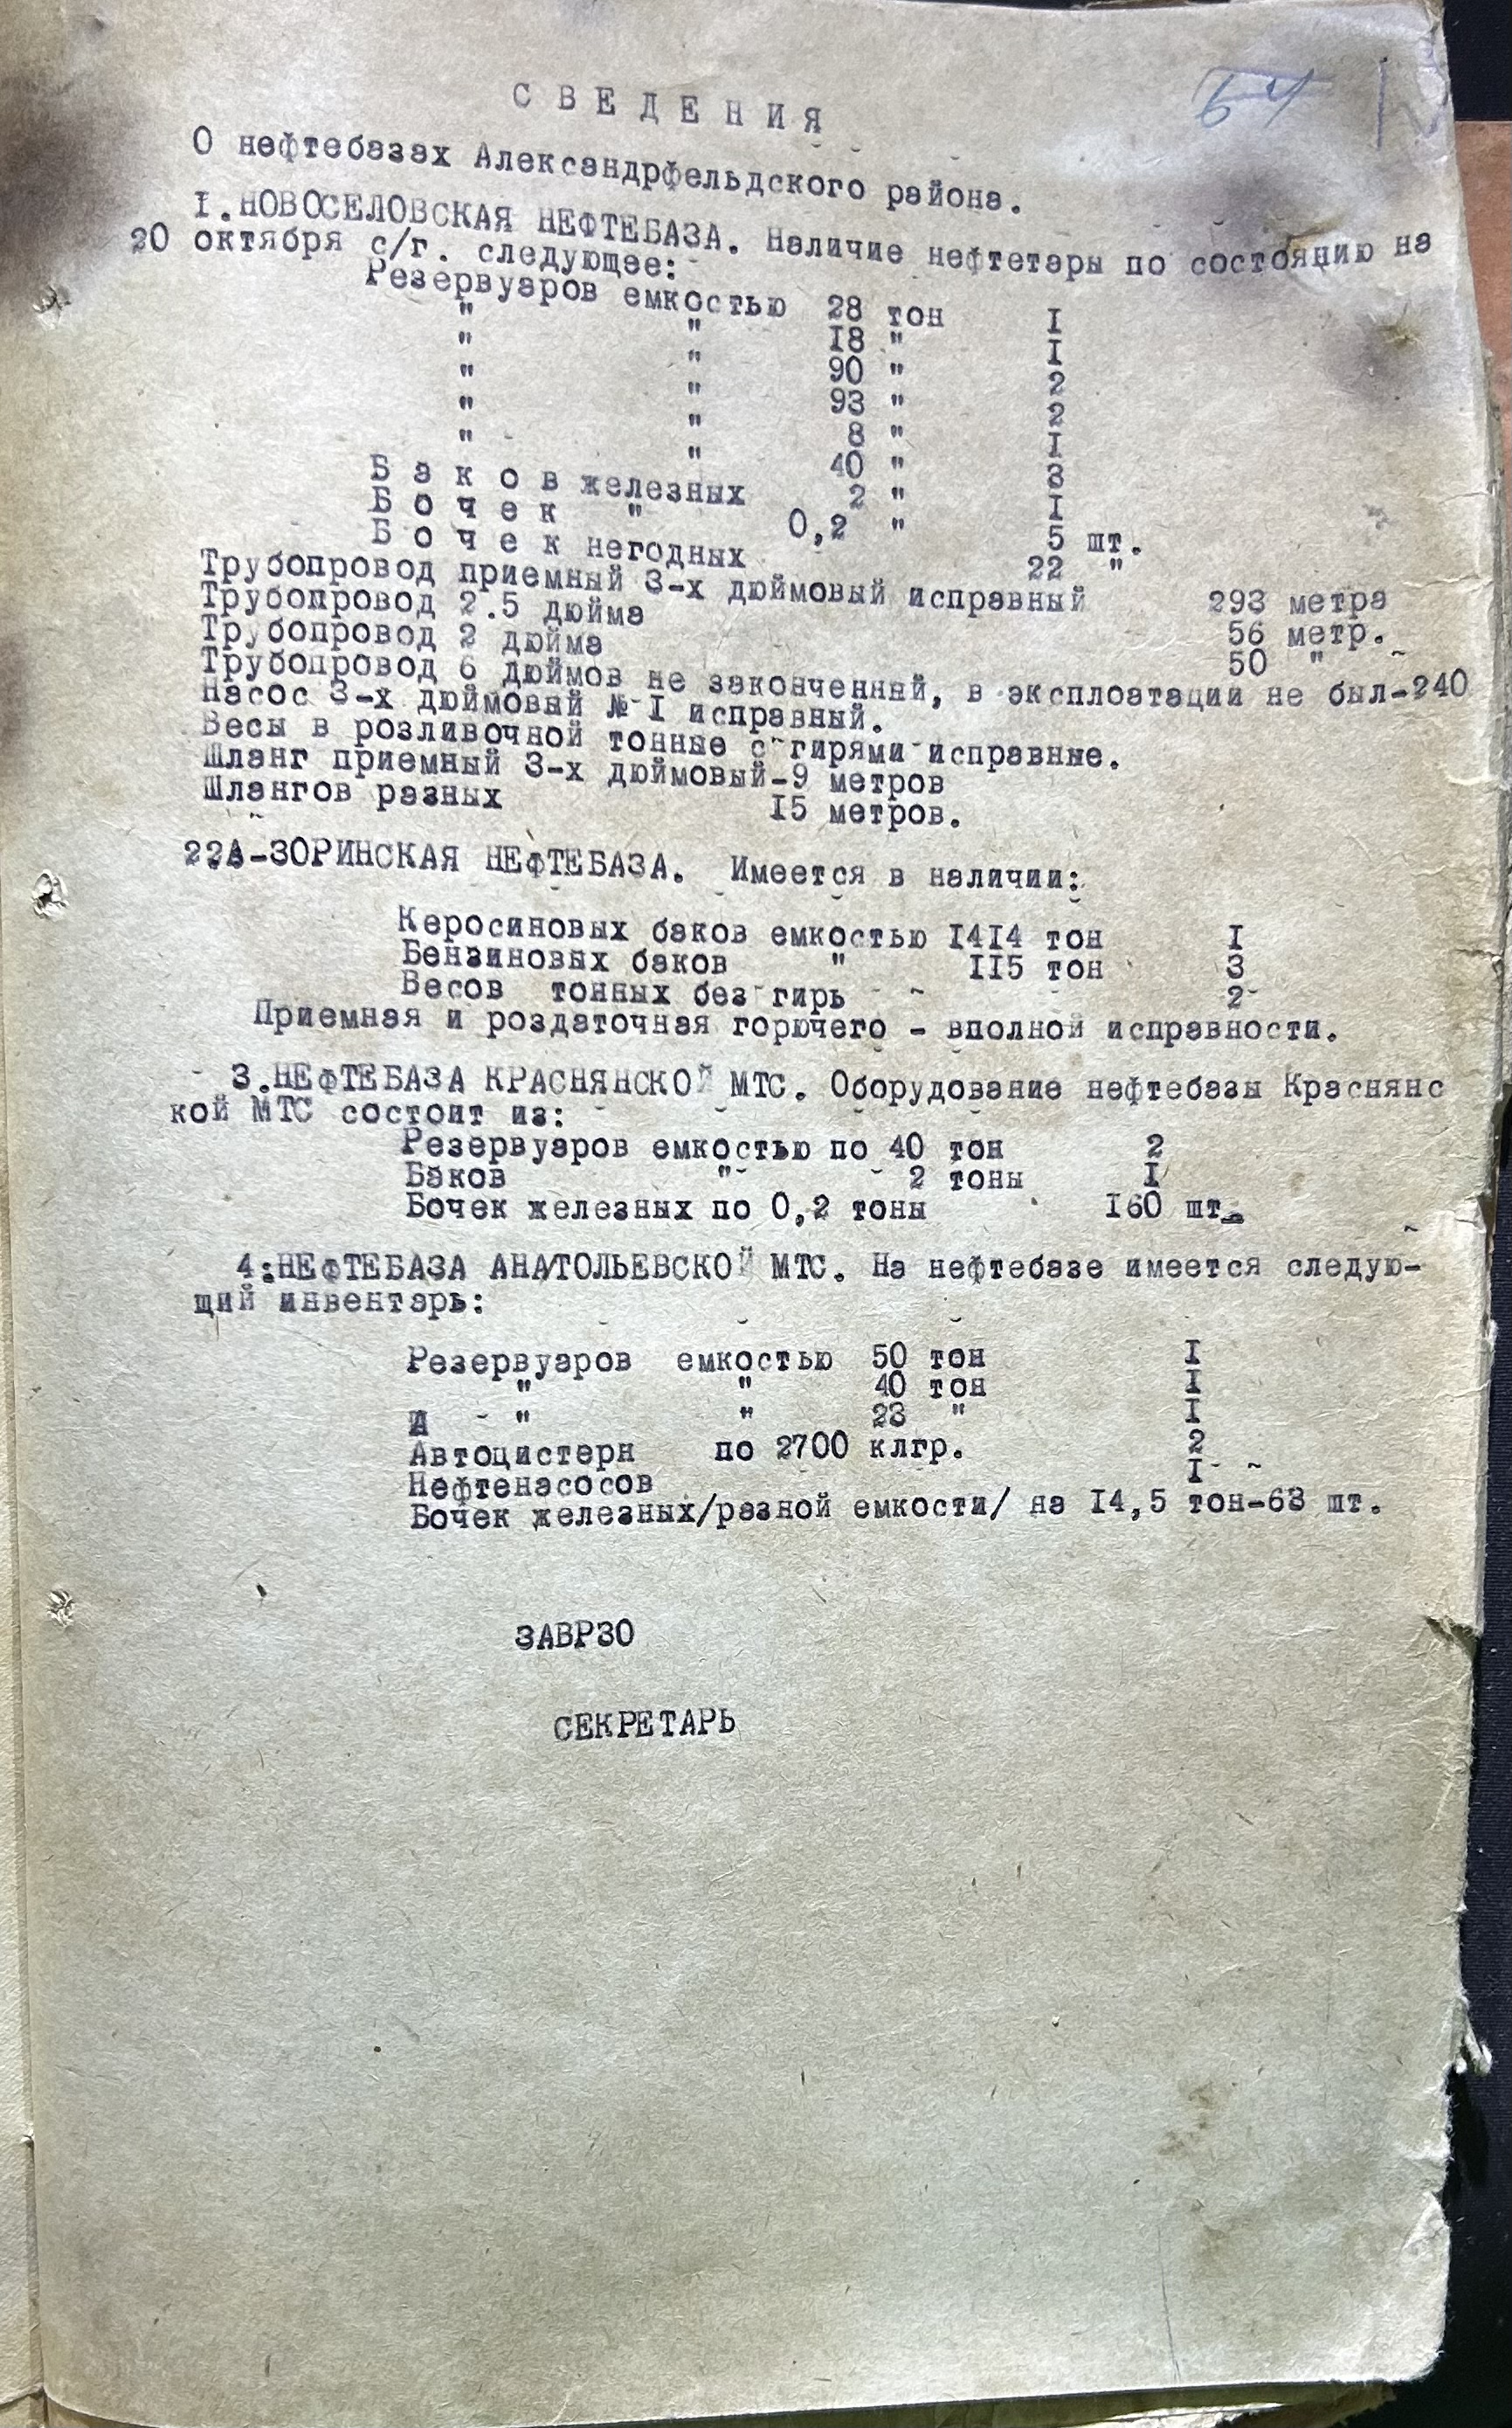 64
С В Е Д Е Н И Я
О нефтебазах Александрфельдского района.
I.НОВОСЕЛОВСКАЯ НЕФТЕБАЗА. Наличие нефтетары по состоянию на
20 октября с/г. следующее:
Резервуаров емкостью 28 тон I
" " I8 " I
" " 90 " 2
" " 93 " 2
" " 8 " I
" " 40 " 3
Б а к о в железных 2 " I
Б о ч е к " 0,2 " 5 шт.
Б о ч е к негодных 22 "
Трубопровод приемный 3-х дюймовый исправный 293 метра
Трубопровод 2.5 дюйма 56 метр.
Трубопровод 2 дюйма 50 "
Трубопровод 6 дюймов не законченный, в эксплоатации не был-240
Насос 3-х дюймовый № I исправный.
Весы в розливочной тонные с гирями исправные.
Шланг приемный 3-х дюймовый-9 метров
Шлангов разных I5 метров.
22А-ЗОРИНСКАЯ НЕФТЕБАЗА. Имеется в наличии:
Керосиновых баков емкостью I4I4 тон I
Бензиновых баков " II5 тон 3
Весов тонных без гирь 2
Приемная и роздаточная горючего - вполной исправности.
3.НЕФТЕБАЗА КРАСНЯНСКОЙ МТС. Оборудование нефтебазы Краснянс
кой МТС состоит из:
Резервуаров емкостью по 40 тон 2
Баков " 2 тоны I
Бочек железных по 0,2 тоны I60 шт.
4:НЕФТЕБАЗА АНАТОЛЬЕВСКОЙ МТС. На нефтебазе имеется следую-
щий инвентарь:
Резервуаров емкостью 50 тон I
" " 40 тон I
" " 23 " I
Автоцистерн по 2700 клгр. 2
Нефтенасосов I
Бочек железных/разной емкости/ на I4,5 тон-63 шт.
ЗАВРЗО
СЕКРЕТАРЬ